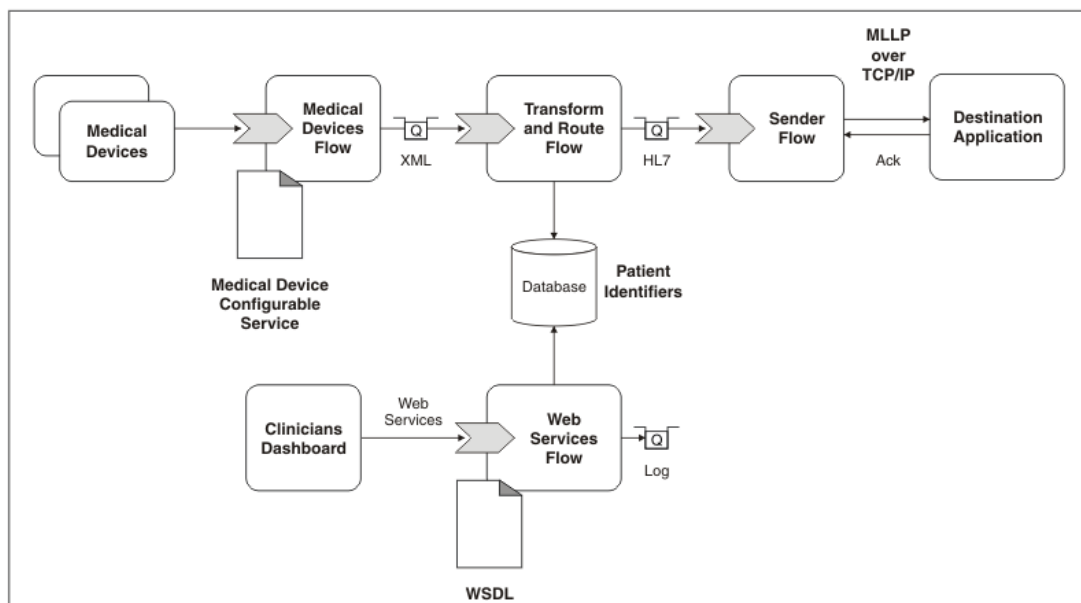 MLLP
over
TCP/IP
Medical
Devices
Medical
Devices
Flow
Q
XML
Transform
and Route
Flow
Q
HL7
Sender
Flow
Ack
Destination
Application
Medical Device
Configurable
Service
Database
Patient
Identifiers
Clinicians
Dashboard
Web
Services
Web
Services
Flow
Q
Log
WSDL